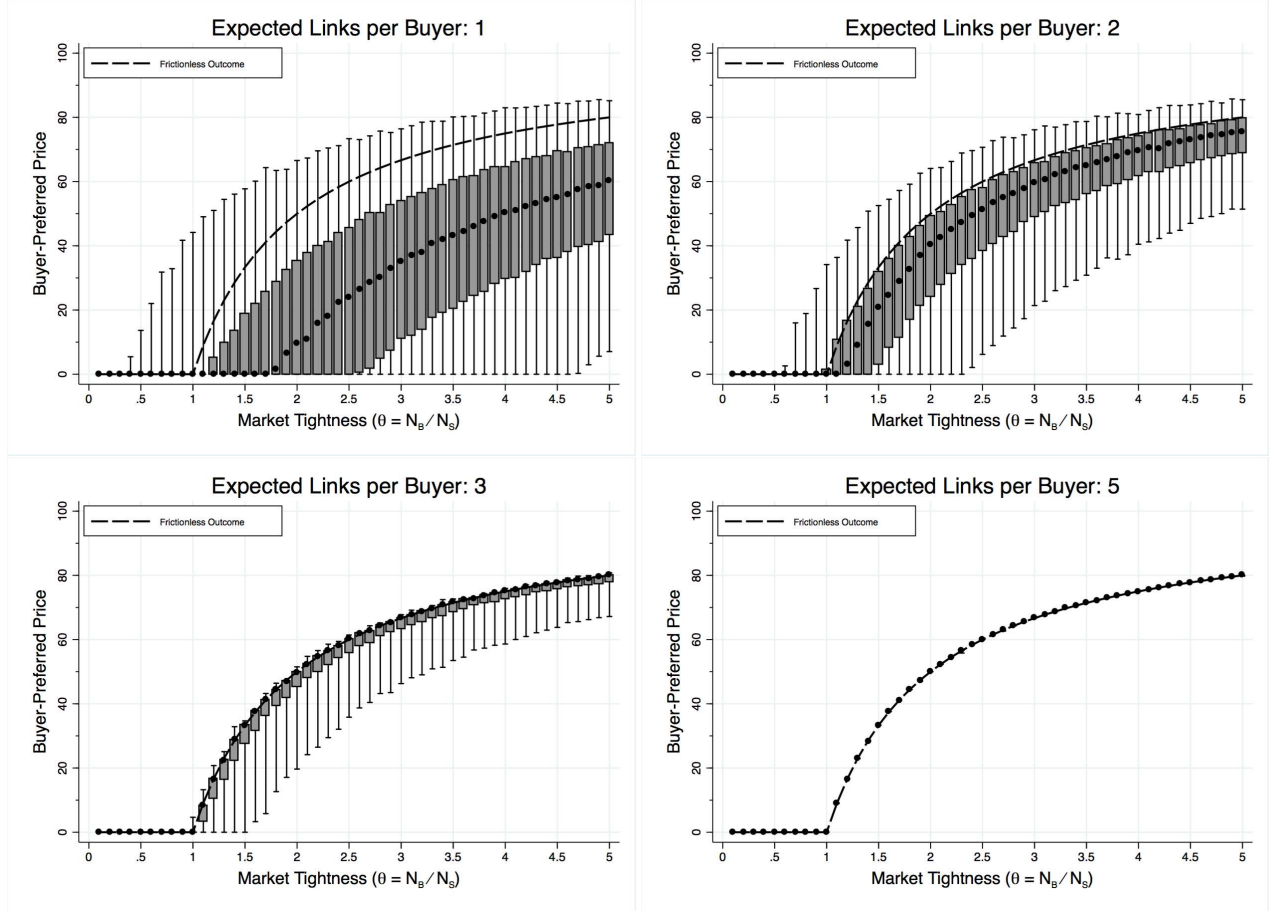 Expected Links per Buyer: 1
Frictionless Outcome
Buyer-Preferred Price
100
80
60
40
20
0
0 .5 1 1.5 2 2.5 3 3.5 4 4.5 5
Market Tightness (θ = N_B / N_S)
Expected Links per Buyer: 2
Frictionless Outcome
Buyer-Preferred Price
100
80
60
40
20
0
0 .5 1 1.5 2 2.5 3 3.5 4 4.5 5
Market Tightness (θ = N_B / N_S)
Expected Links per Buyer: 3
Frictionless Outcome
Buyer-Preferred Price
100
80
60
40
20
0
0 .5 1 1.5 2 2.5 3 3.5 4 4.5 5
Market Tightness (θ = N_B / N_S)
Expected Links per Buyer: 5
Frictionless Outcome
Buyer-Preferred Price
100
80
60
40
20
0
0 .5 1 1.5 2 2.5 3 3.5 4 4.5 5
Market Tightness (θ = N_B / N_S)